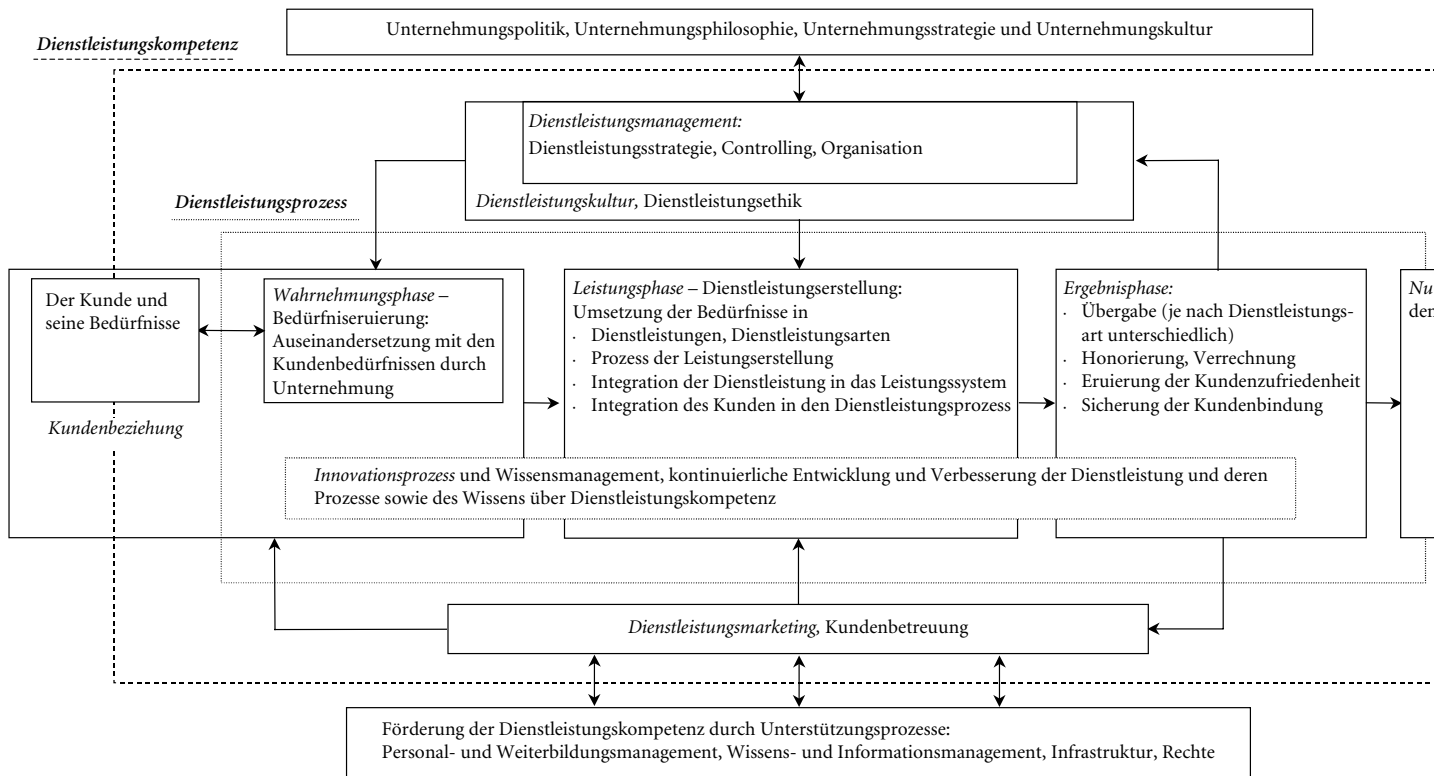 Unternehmungspolitik, Unternehmungsphilosophie, Unternehmungsstrategie und Unternehmungskultur
Dienstleistungskompetenz
Dienstleistungsmanagement:
Dienstleistungsstrategie, Controlling, Organisation
Dienstleistungskultur, Dienstleistungsethik
Dienstleistungsprozess
Der Kunde und
seine Bedürfnisse
Kundenbeziehung
Wahrnehmungsphase –
Bedürfniseruierung:
Auseinandersetzung mit den
Kundenbedürfnissen durch
Unternehmung
Leistungsphase – Dienstleistungserstellung:
Umsetzung der Bedürfnisse in
· Dienstleistungen, Dienstleistungsarten
· Prozess der Leistungserstellung
· Integration der Dienstleistung in das Leistungssystem
· Integration des Kunden in den Dienstleistungsprozess
Ergebnisphase:
· Übergabe (je nach Dienstleistungs-
art unterschiedlich)
· Honorierung, Verrechnung
· Eruierung der Kundenzufriedenheit
· Sicherung der Kundenbindung
Innovationsprozess und Wissensmanagement, kontinuierliche Entwicklung und Verbesserung der Dienstleistung und deren
Prozesse sowie des Wissens über Dienstleistungskompetenz
Dienstleistungsmarketing, Kundenbetreuung
Förderung der Dienstleistungskompetenz durch Unterstützungsprozesse:
Personal- und Weiterbildungsmanagement, Wissens- und Informationsmanagement, Infrastruktur, Rechte